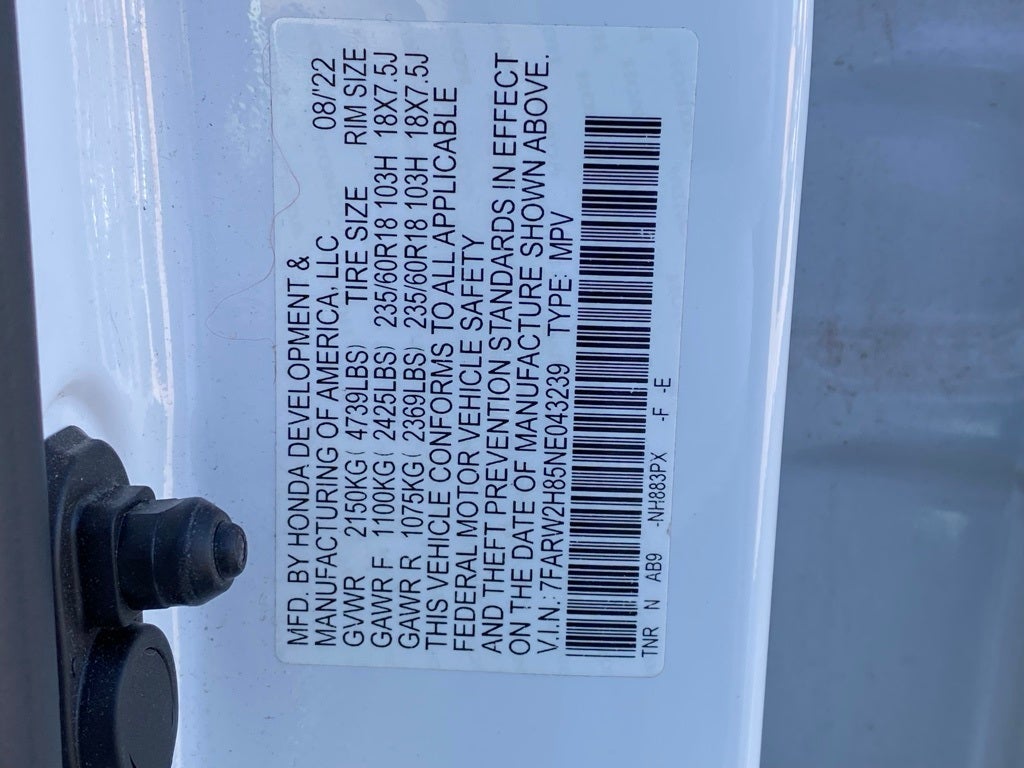 MFD. BY HONDA DEVELOPMENT &
MANUFACTURING OF AMERICA, LLC 08/'22
GVWR 2150KG( 4739LBS) TIRE SIZE RIM SIZE
GAWR F 1100KG( 2425LBS) 235/60R18 103H 18X7.5J
GAWR R 1075KG( 2369LBS) 235/60R18 103H 18X7.5J
THIS VEHICLE CONFORMS TO ALL APPLICABLE
FEDERAL MOTOR VEHICLE SAFETY
AND THEFT PREVENTION STANDARDS IN EFFECT
ON THE DATE OF MANUFACTURE SHOWN ABOVE.
V.I.N.: 7FARW2H85NE043239 TYPE: MPV
TNR N AB9 -NH883PX -F -E